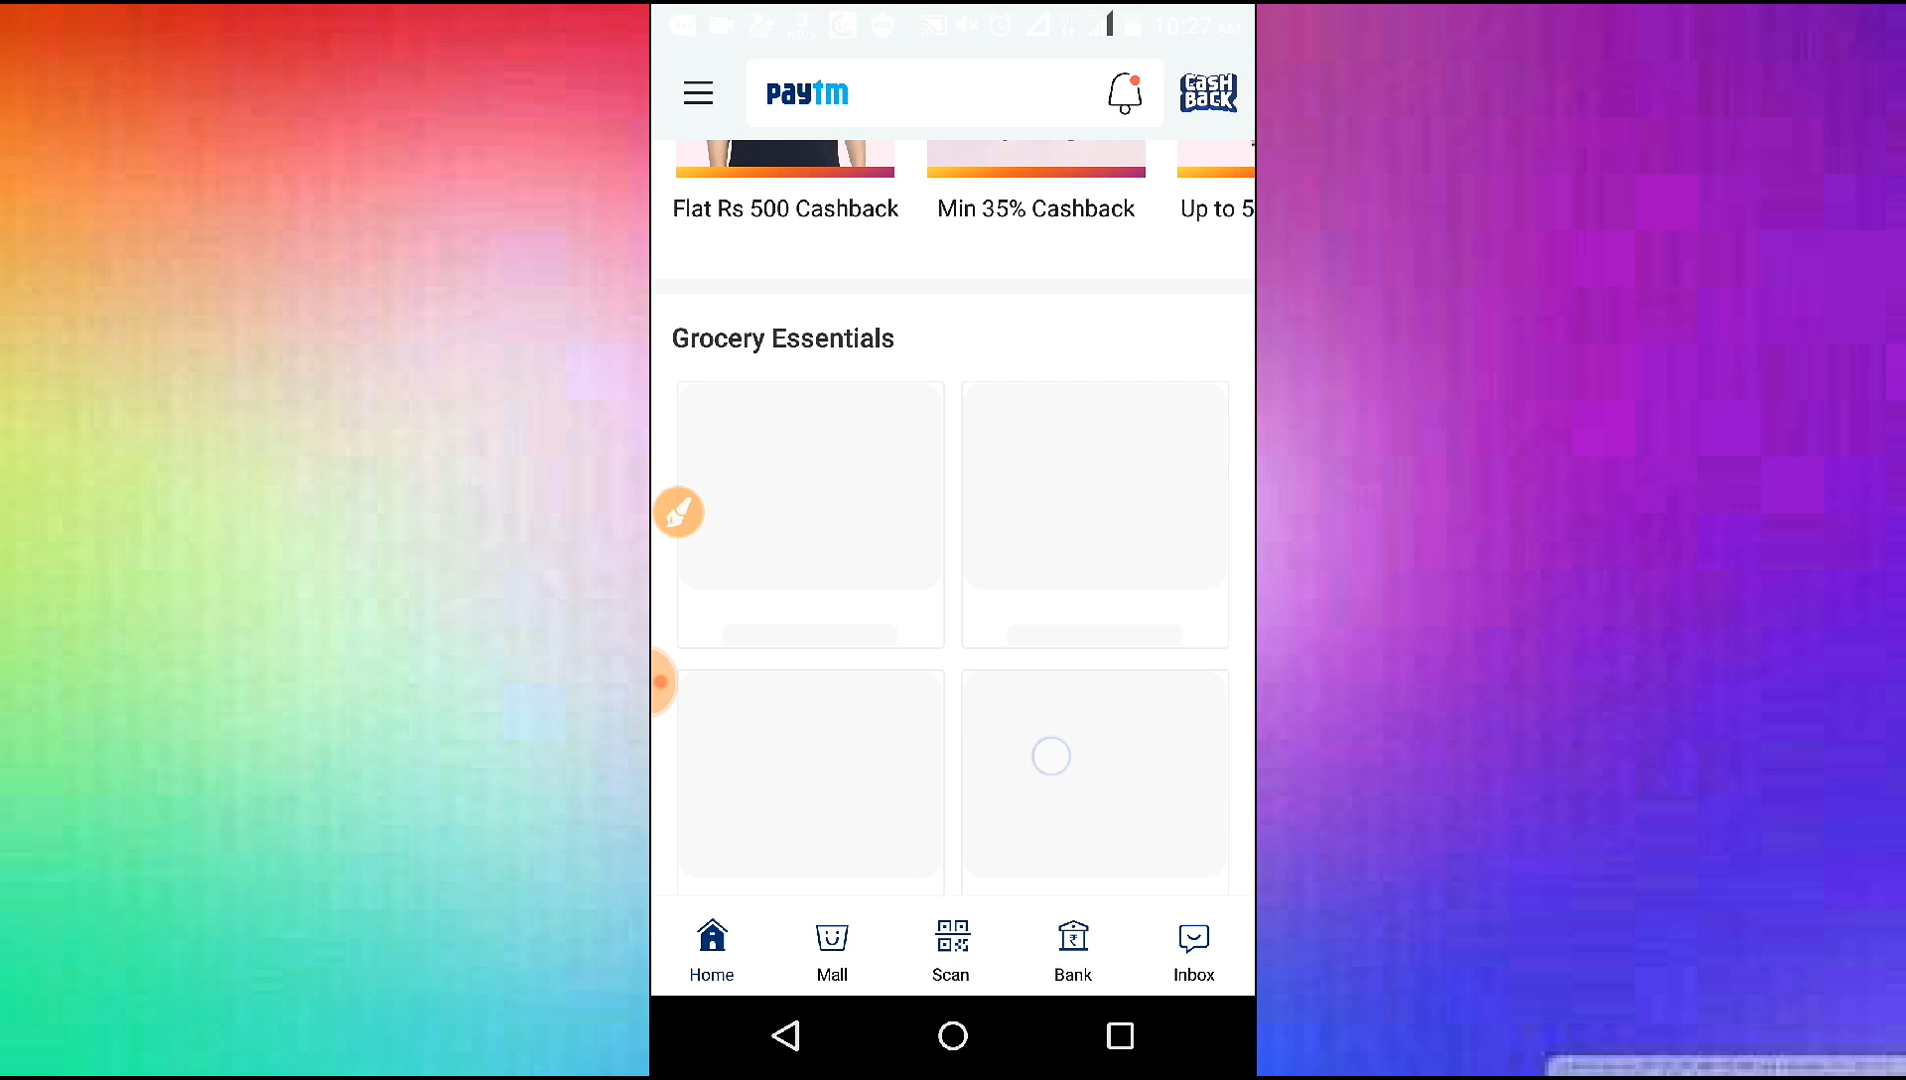 10:27 AM
paytm
CASH
BACK
Flat Rs 500 Cashback
Min 35% Cashback
Up to 5
Grocery Essentials
Home
Mall
Scan
Bank
Inbox